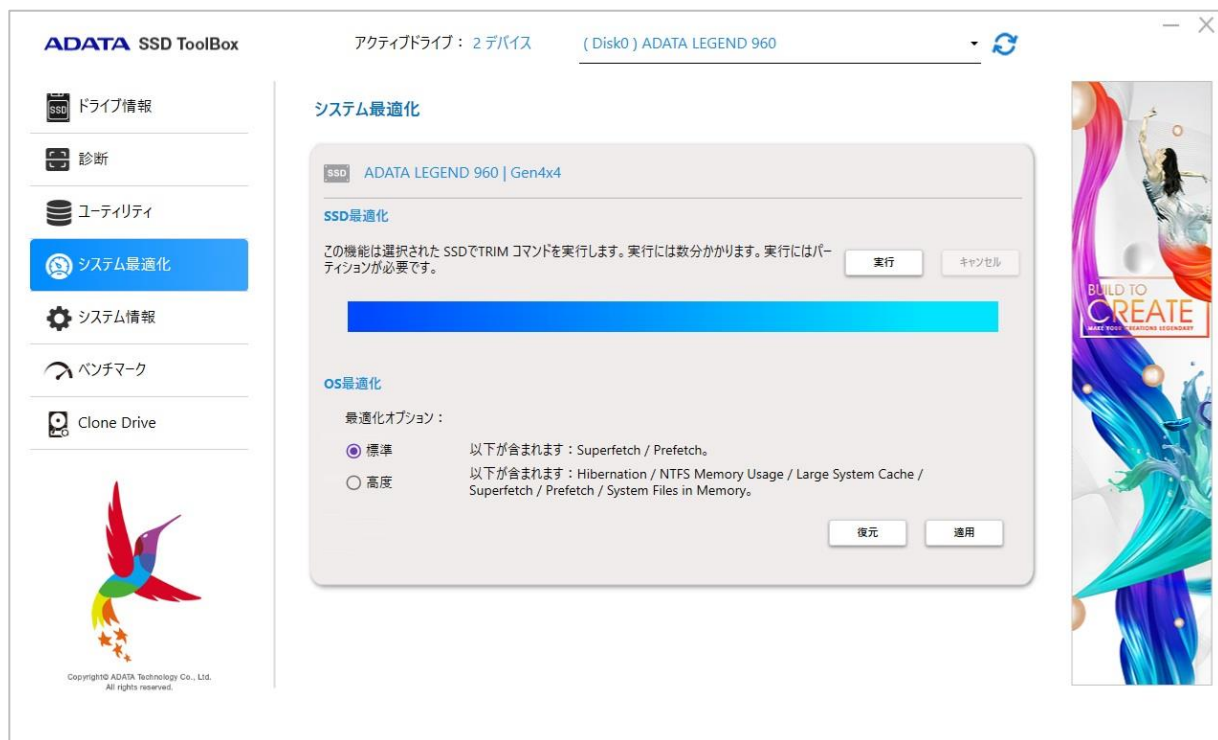 ADATA SSD ToolBox
アクティブドライブ： 2 デバイス
( Disk0 ) ADATA LEGEND 960
SSD
ドライブ情報
診断
ユーティリティ
システム最適化
システム情報
ベンチマーク
Clone Drive
Copyright© ADATA Technology Co., Ltd.
All rights reserved.
システム最適化
SSD
ADATA LEGEND 960 | Gen4x4
SSD最適化
この機能は選択された SSDでTRIM コマンドを実行します。実行には数分かかります。実行にはパー
ティションが必要です。
実行
キャンセル
OS最適化
最適化オプション：
標準
以下が含まれます：Superfetch / Prefetch。
高度
以下が含まれます：Hibernation / NTFS Memory Usage / Large System Cache /
Superfetch / Prefetch / System Files in Memory。
復元
適用
BUILD TO
CREATE
MAKE YOUR CREATIONS LEGENDARY